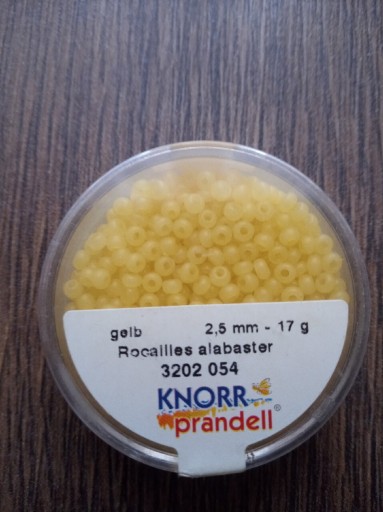 gelb 2,5 mm - 17 g
Rocailles alabaster
3202 054
KNORR
prandell©